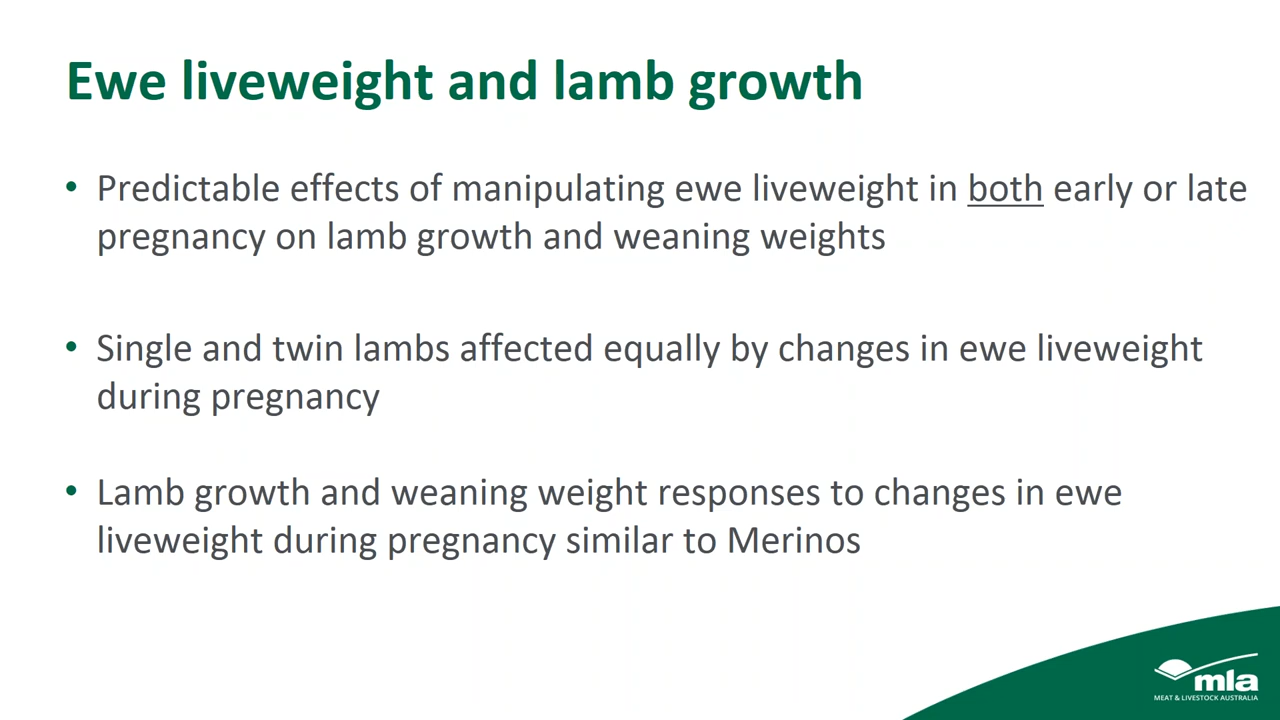 Ewe liveweight and lamb growth
• Predictable effects of manipulating ewe liveweight in both early or late
pregnancy on lamb growth and weaning weights
• Single and twin lambs affected equally by changes in ewe liveweight
during pregnancy
• Lamb growth and weaning weight responses to changes in ewe
liveweight during pregnancy similar to Merinos
mla
MEAT & LIVESTOCK AUSTRALIA